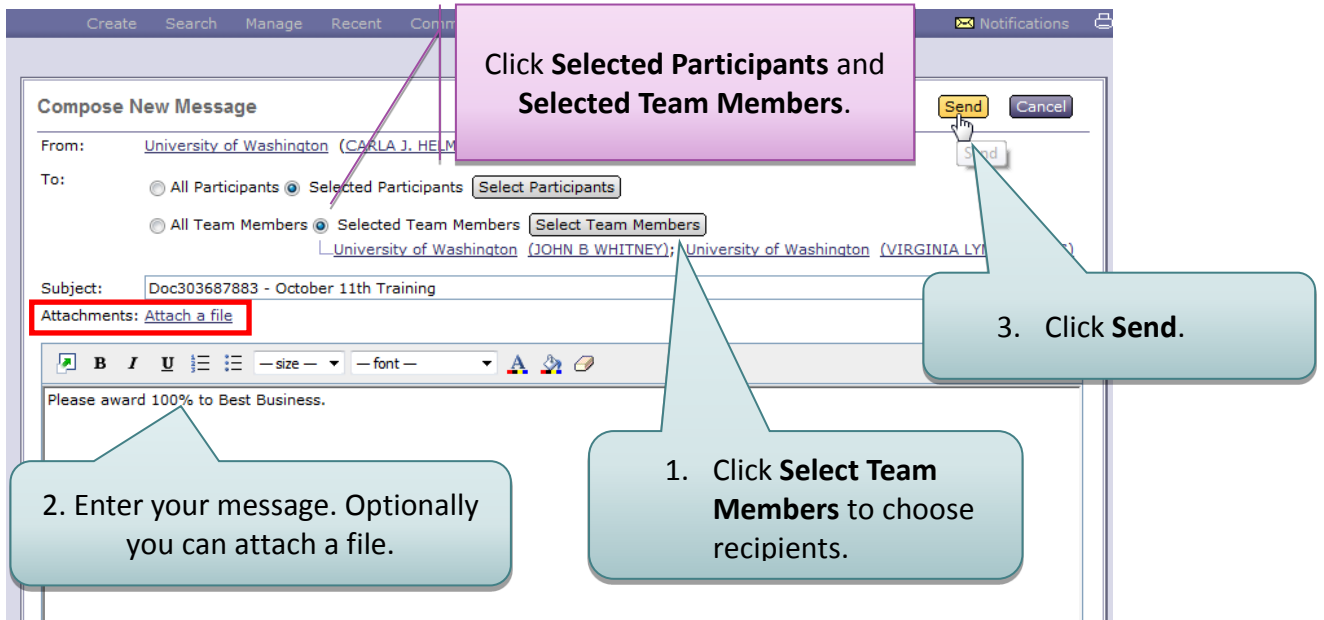 Create Search Manage Recent Notifications
Click Selected Participants and
Selected Team Members.
Compose New Message Send Cancel
From: University of Washington (CARLA J.
Send
To: All Participants Selected Participants Select Participants
All Team Members Selected Team Members Select Team Members
University of Washington (JOHN B WHITNEY); University of Washington (VIRGINIA
Subject: Doc303687883 - October 11th Training
Attachments: Attach a file
3. Click Send.
B I U — size — — font — A
Please award 100% to Best Business.
2. Enter your message. Optionally
you can attach a file.
1. Click Select Team
Members to choose
recipients.